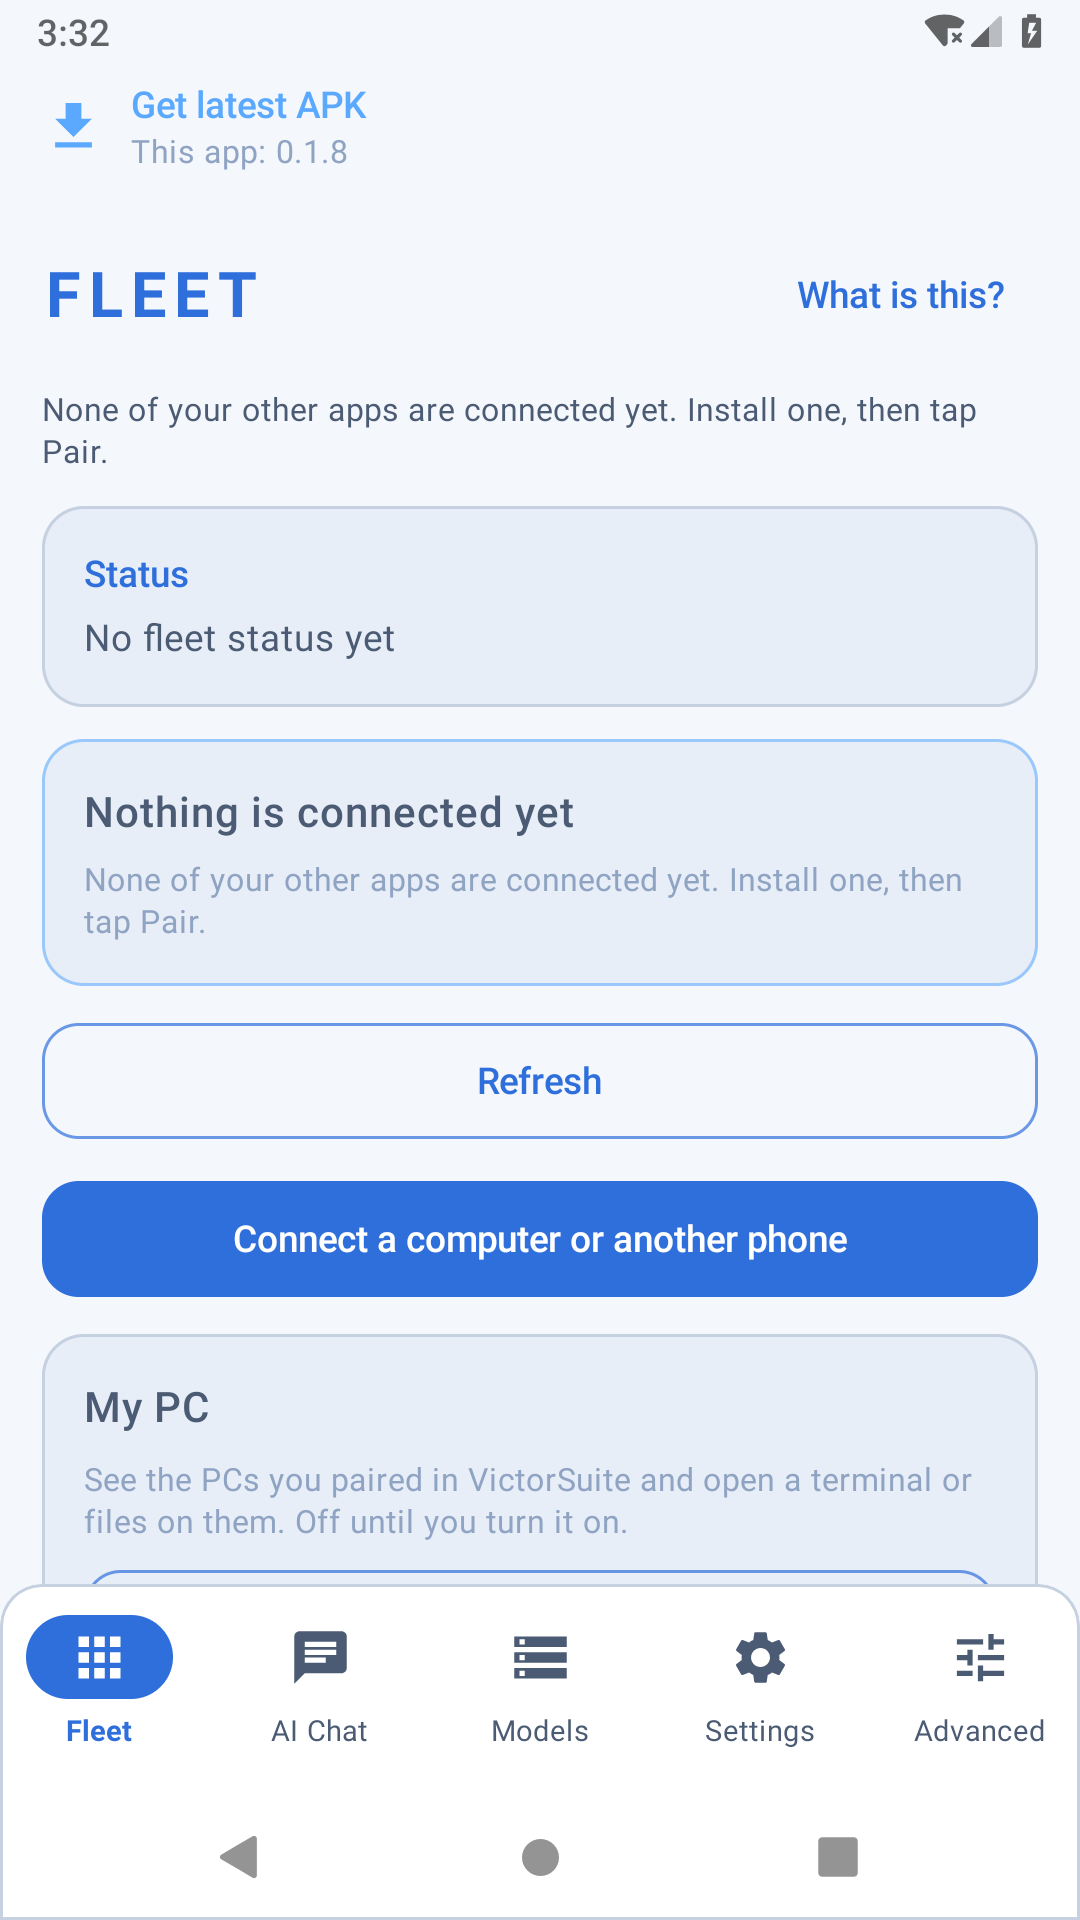 3:32
Get latest APK
This app: 0.1.8
FLEET
What is this?
None of your other apps are connected yet. Install one, then tap
Pair.
Status
No fleet status yet
Nothing is connected yet
None of your other apps are connected yet. Install one, then
tap Pair.
Refresh
Connect a computer or another phone
My PC
See the PCs you paired in VictorSuite and open a terminal or
files on them. Off until you turn it on.
Fleet
AI Chat
Models
Settings
Advanced